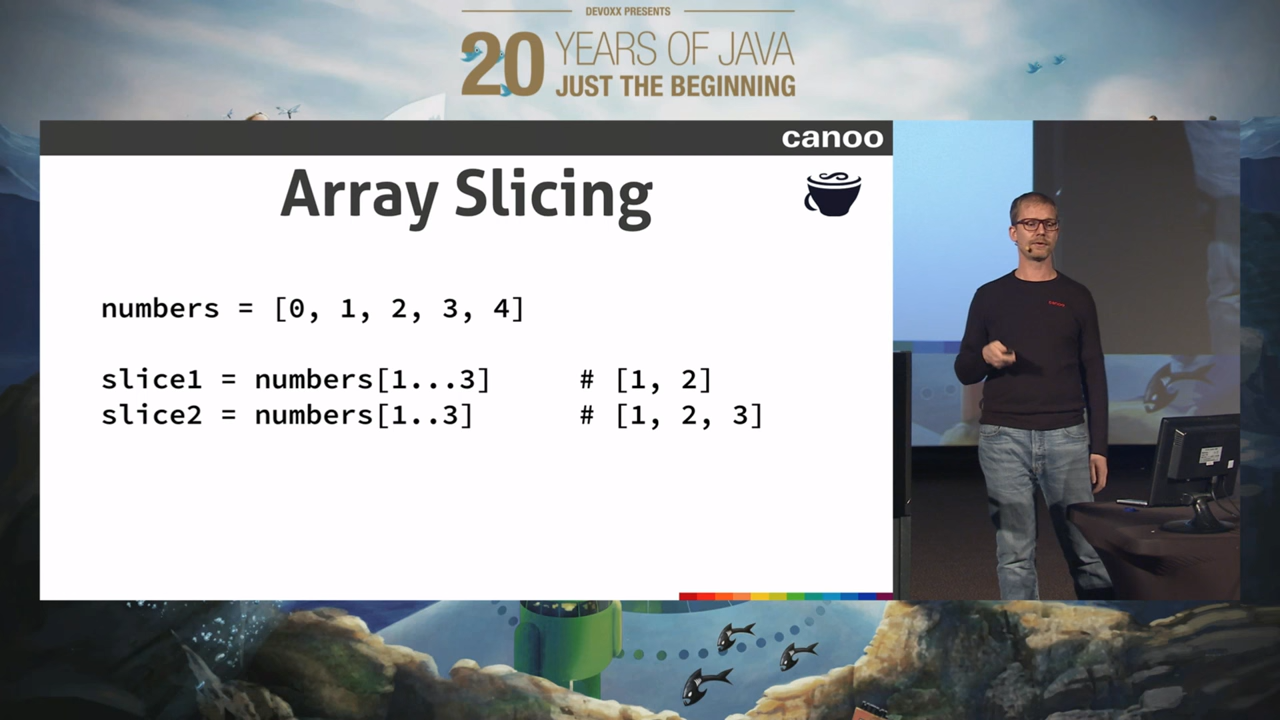 DEVOXX PRESENTS
20 YEARS OF JAVA
JUST THE BEGINNING
canoo
Array Slicing
numbers = [0, 1, 2, 3, 4]
slice1 = numbers[1...3] # [1, 2]
slice2 = numbers[1..3] # [1, 2, 3]
canoo